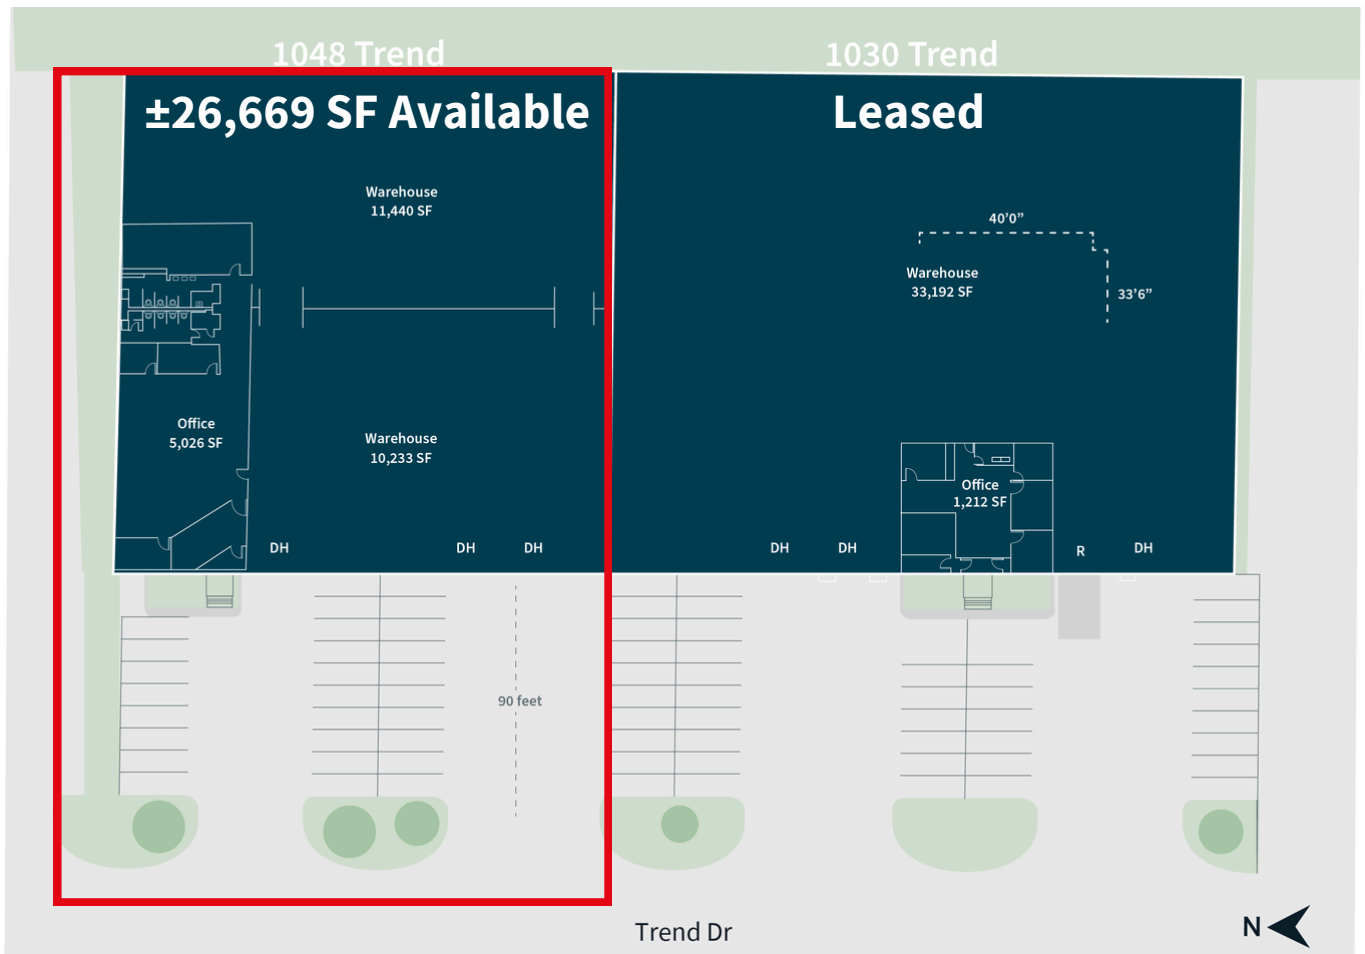 1048 Trend
1030 Trend
±26,669 SF Available
Leased
Warehouse
11,440 SF
40'0”
Warehouse
33,192 SF
33'6”
Office
5,026 SF
Warehouse
10,233 SF
Office
1,212 SF
DH
DH
DH
DH
DH
R
DH
90 feet
Trend Dr
N